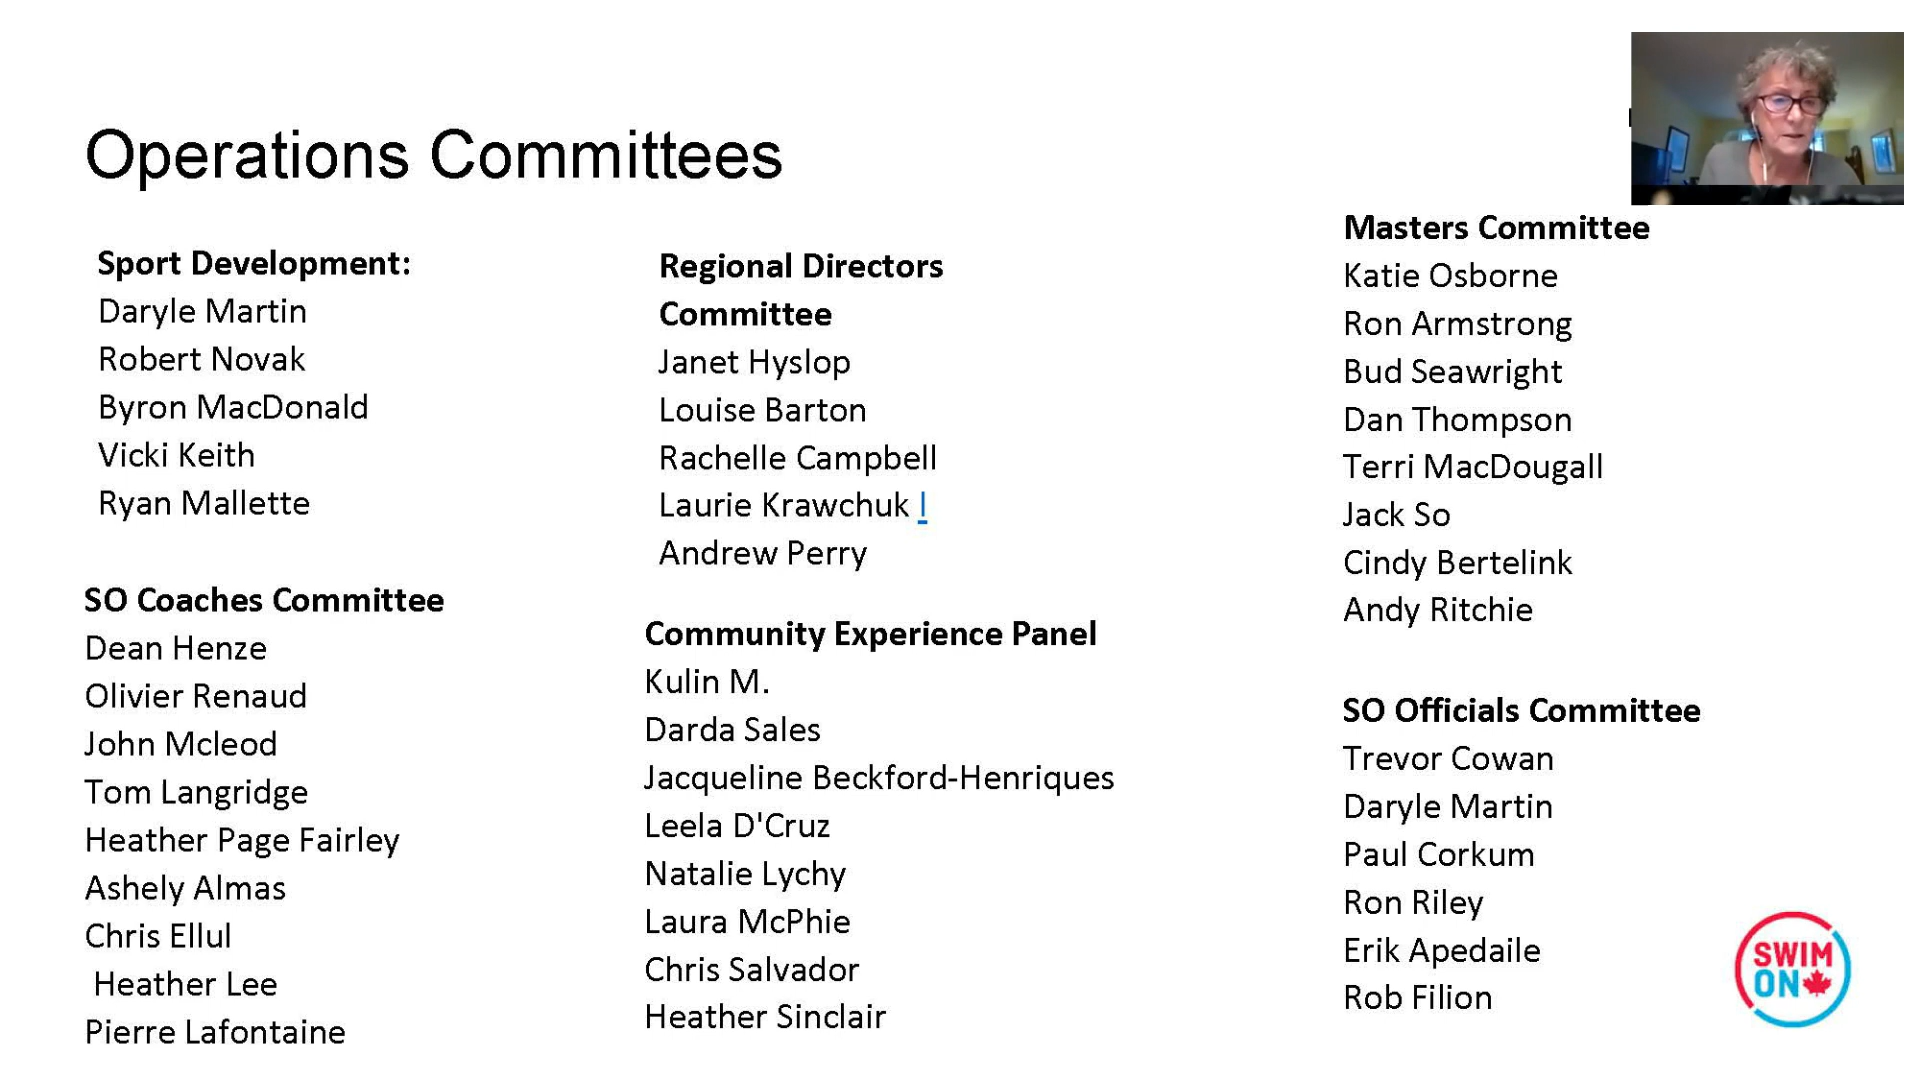 Operations Committees
Sport Development:
Daryle Martin
Robert Novak
Byron MacDonald
Vicki Keith
Ryan Mallette
SO Coaches Committee
Dean Henze
Olivier Renaud
John Mcleod
Tom Langridge
Heather Page Fairley
Ashely Almas
Chris Ellul
Heather Lee
Pierre Lafontaine
Regional Directors
Committee
Janet Hyslop
Louise Barton
Rachelle Campbell
Laurie Krawchuk l
Andrew Perry
Community Experience Panel
Kulin M.
Darda Sales
Jacqueline Beckford-Henriques
Leela D'Cruz
Natalie Lychy
Laura McPhie
Chris Salvador
Heather Sinclair
Masters Committee
Katie Osborne
Ron Armstrong
Bud Seawright
Dan Thompson
Terri MacDougall
Jack So
Cindy Bertelink
Andy Ritchie
SO Officials Committee
Trevor Cowan
Daryle Martin
Paul Corkum
Ron Riley
Erik Apedaile
Rob Filion
SWIM
ON